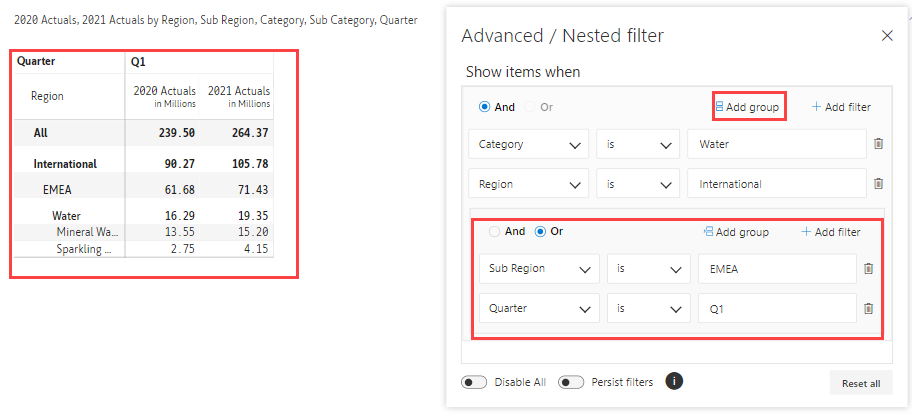 2020 Actuals, 2021 Actuals by Region, Sub Region, Category, Sub Category, Quarter
Quarter Q1
Region 2020 Actuals in Millions 2021 Actuals in Millions
All 239.50 264.37
International 90.27 105.78
EMEA 61.68 71.43
Water 16.29 19.35
Mineral Wa... 13.55 15.20
Sparkling ... 2.75 4.15
Advanced / Nested filter
Show items when
And Or Add group + Add filter
Category is Water
Region is International
And Or Add group + Add filter
Sub Region is EMEA
Quarter is Q1
Disable All Persist filters i Reset all